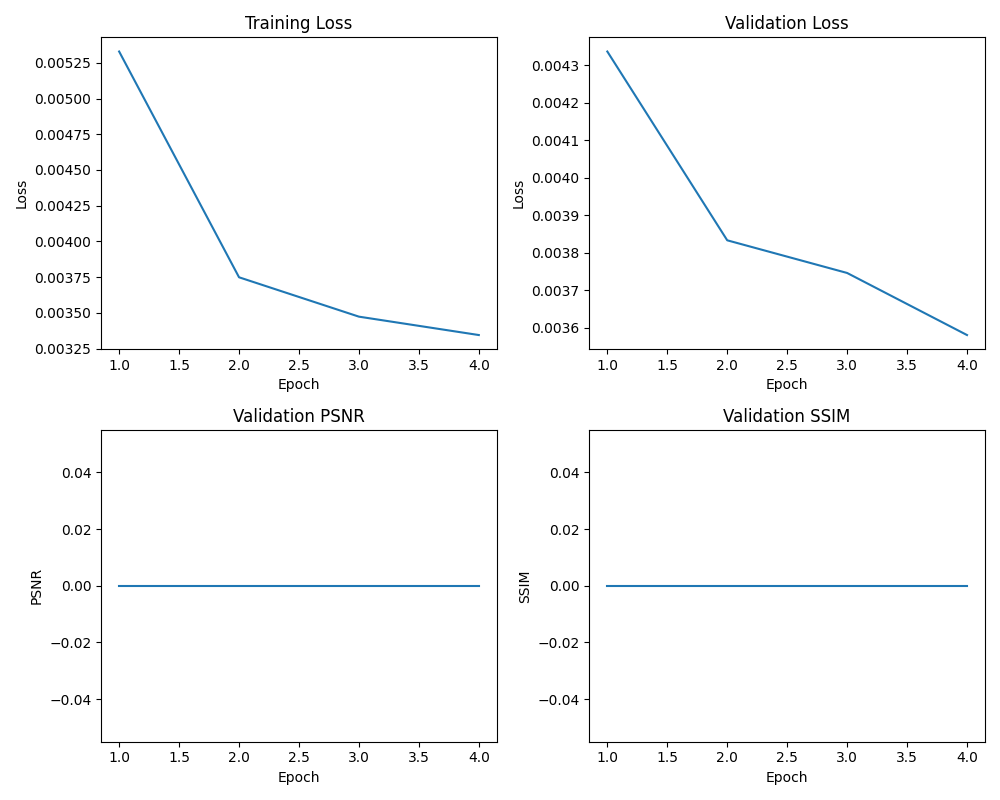 Training Loss
0.00525
0.00500
0.00475
0.00450
0.00425
0.00400
0.00375
0.00350
0.00325
Loss
1.0 1.5 2.0 2.5 3.0 3.5 4.0
Epoch
Validation Loss
0.0043
0.0042
0.0041
0.0040
0.0039
0.0038
0.0037
0.0036
Loss
1.0 1.5 2.0 2.5 3.0 3.5 4.0
Epoch
Validation PSNR
0.04
0.02
0.00
−0.02
−0.04
PSNR
1.0 1.5 2.0 2.5 3.0 3.5 4.0
Epoch
Validation SSIM
0.04
0.02
0.00
−0.02
−0.04
SSIM
1.0 1.5 2.0 2.5 3.0 3.5 4.0
Epoch